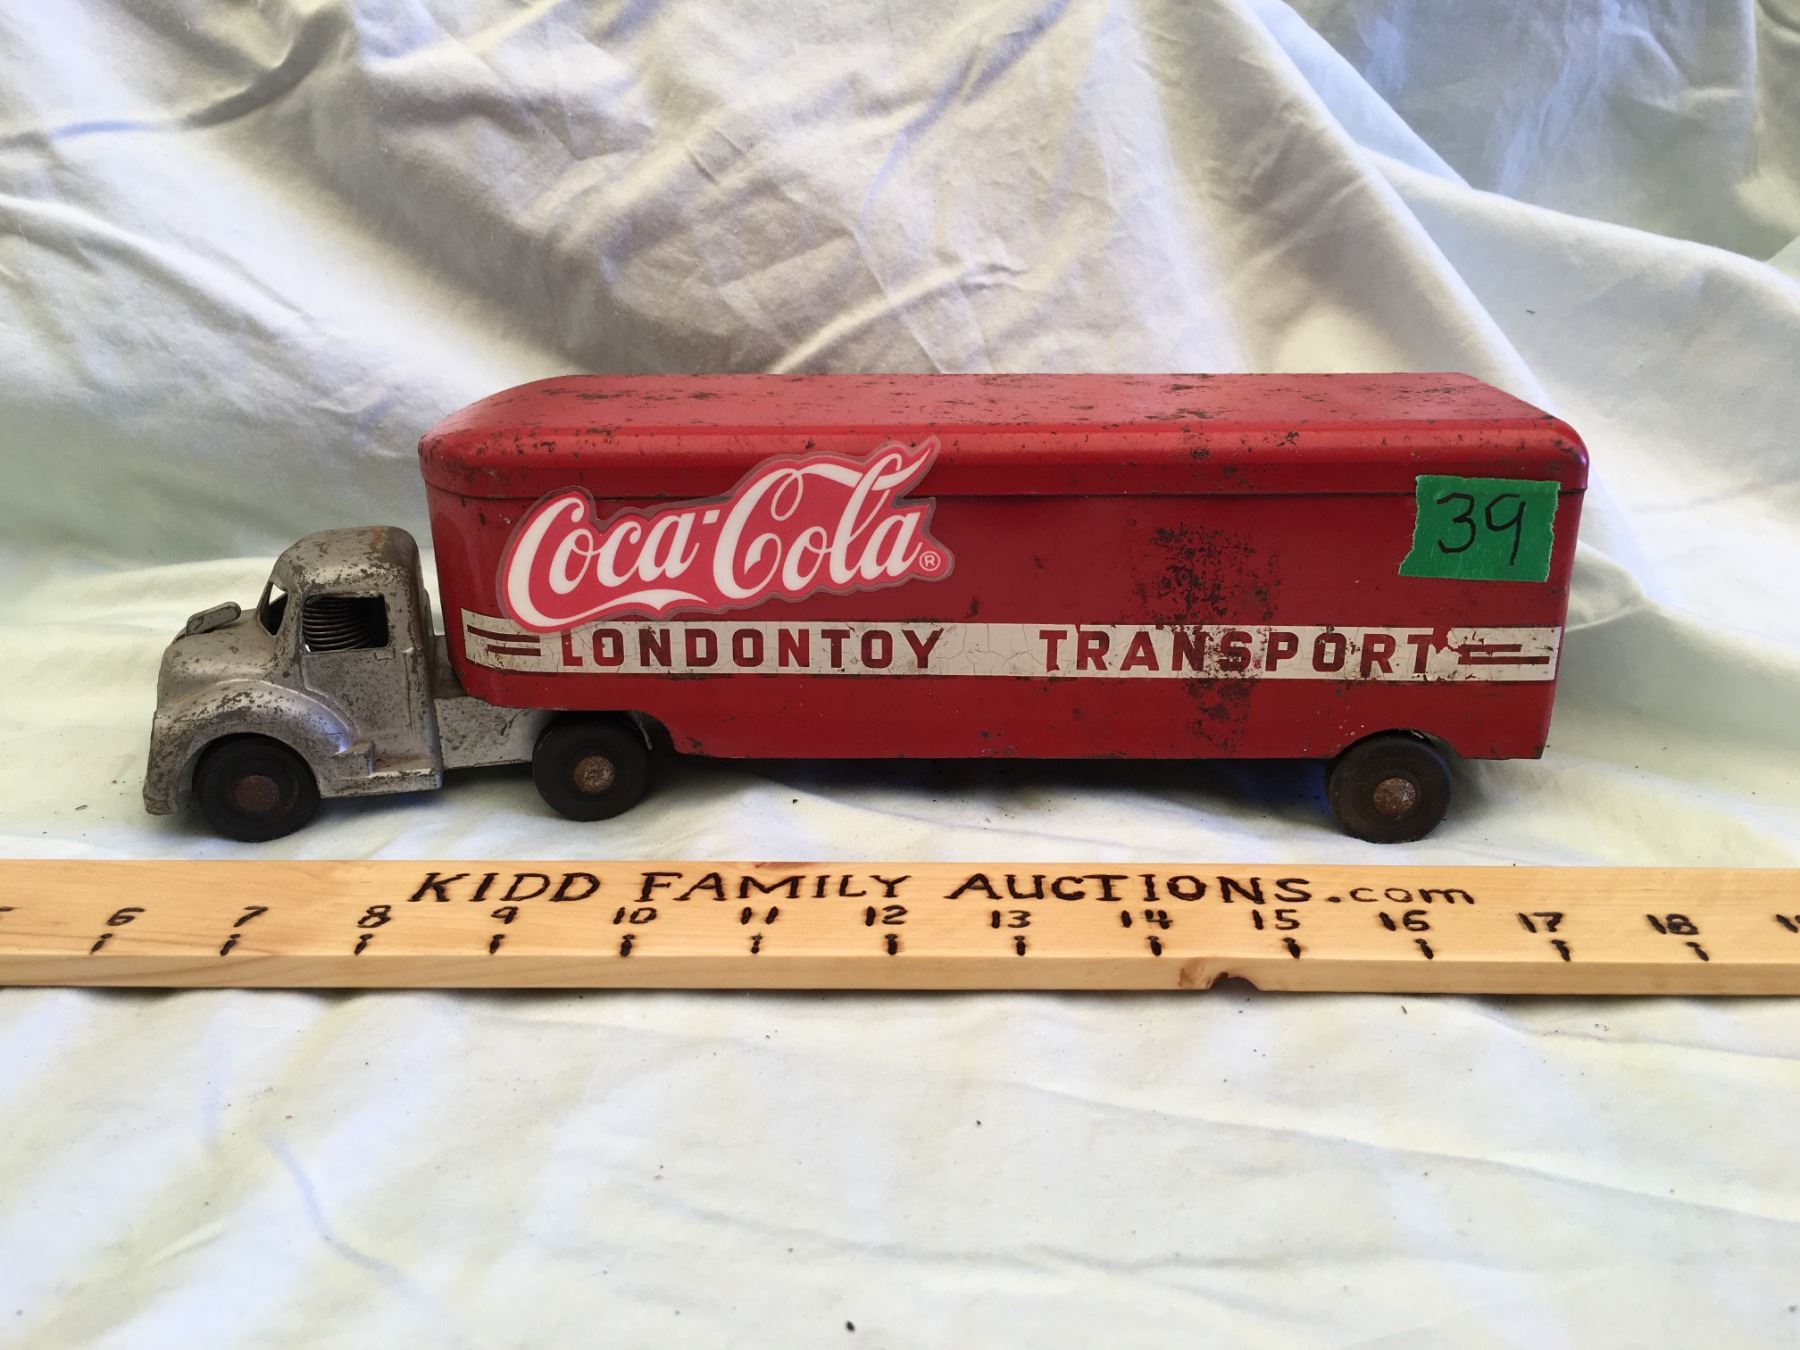 Coca-Cola®
39
LONDONTOY TRANSPORT
KIDD FAMILY AUCTIONS.com
6 7 8 9 10 11 12 13 14 15 16 17 18